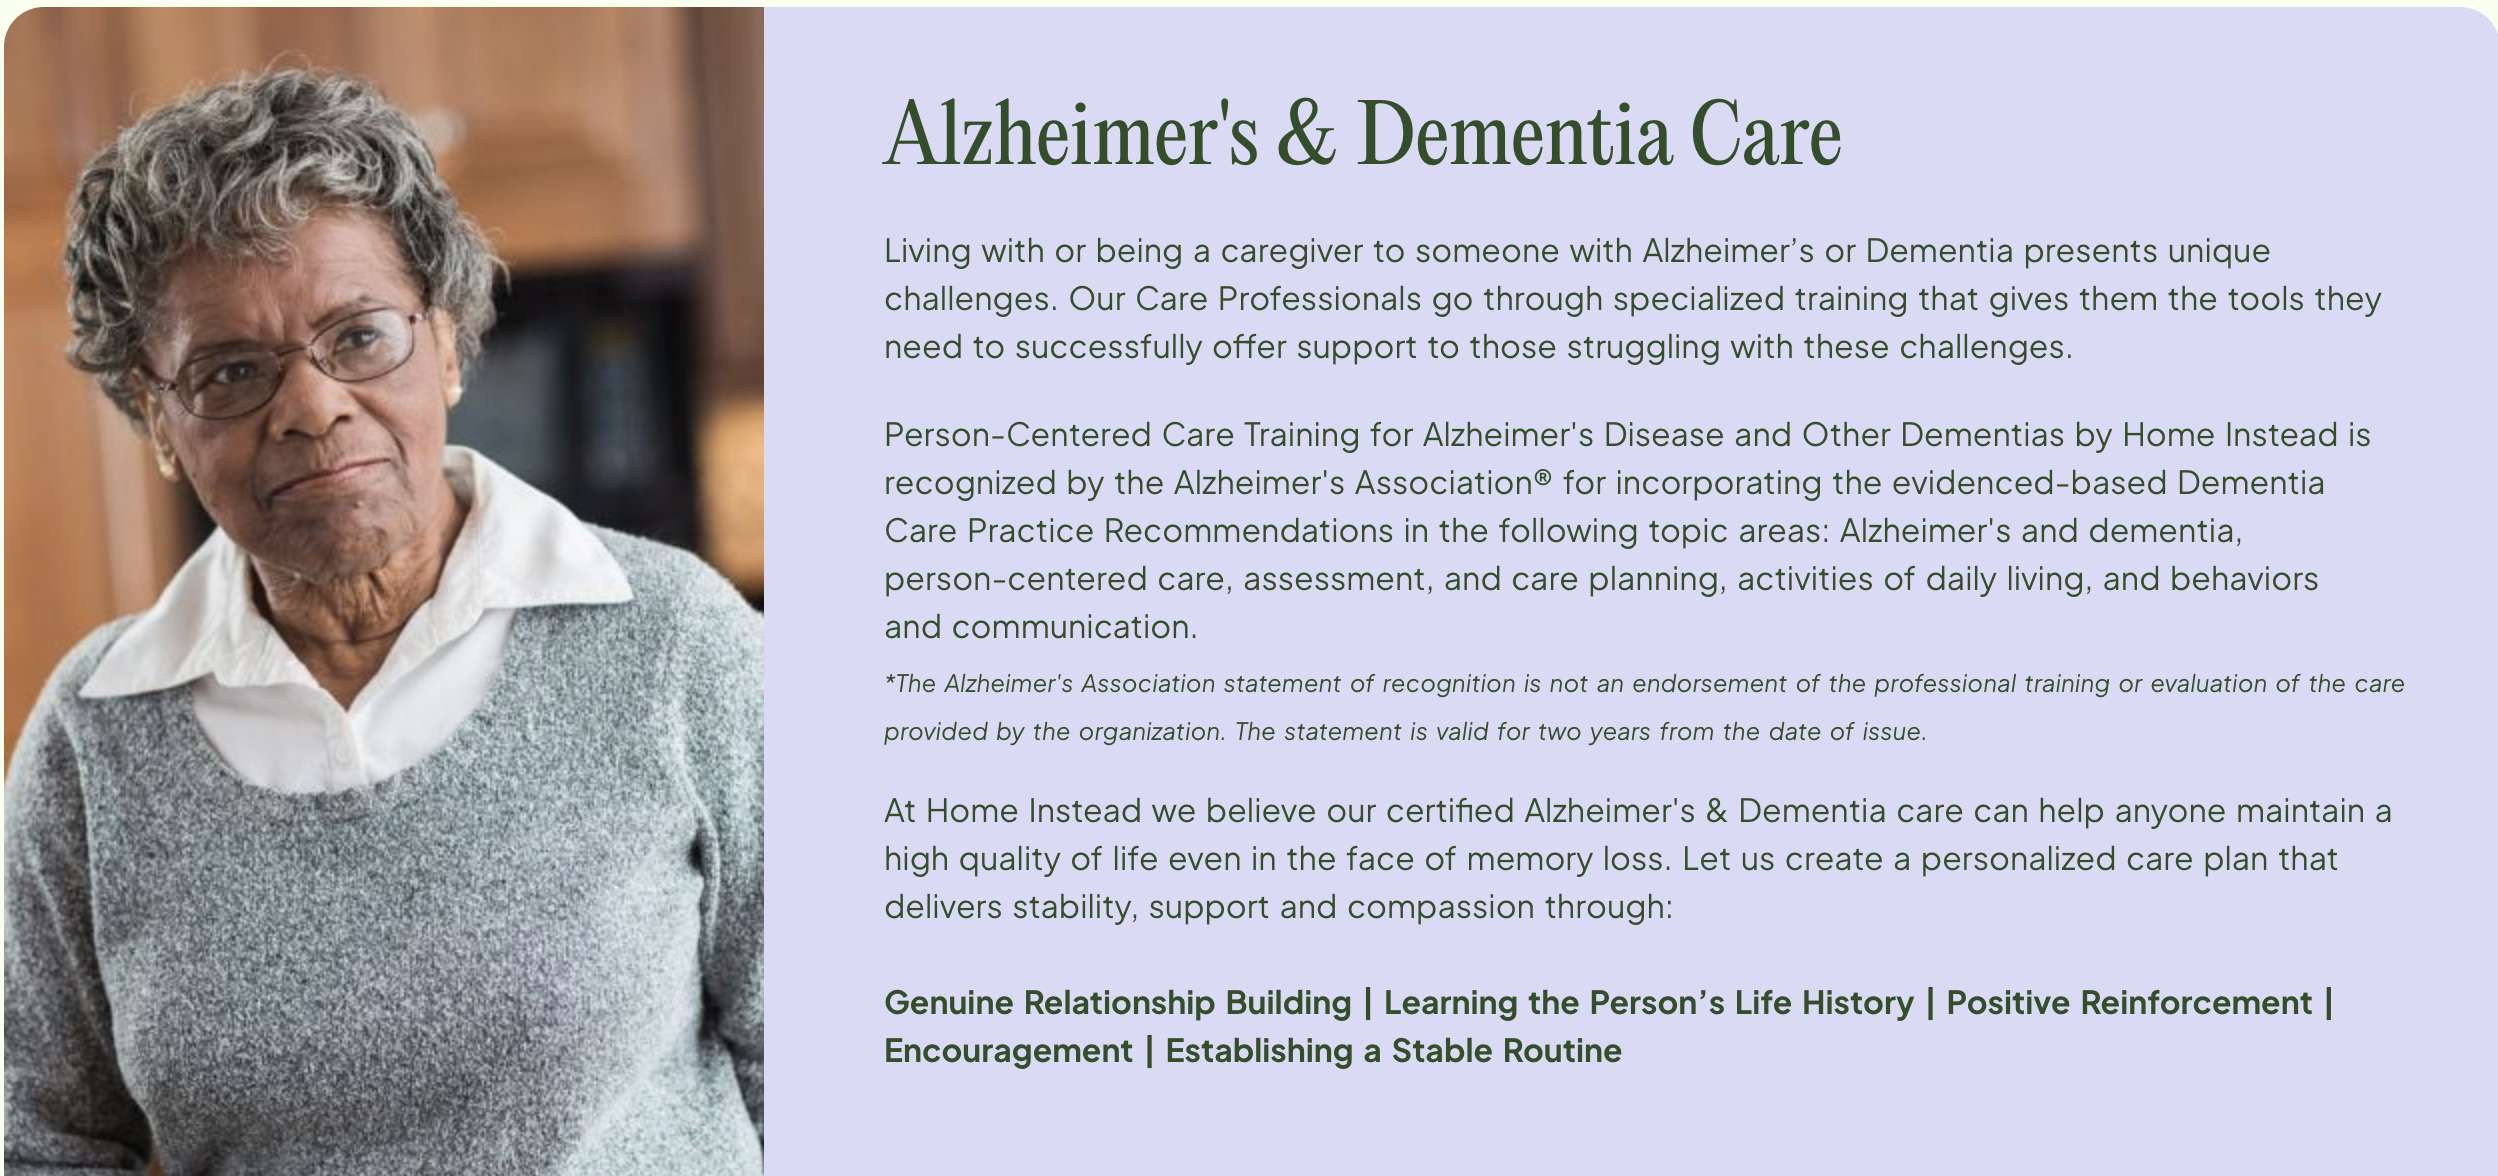 Alzheimer's & Dementia Care
Living with or being a caregiver to someone with Alzheimer’s or Dementia presents unique
challenges. Our Care Professionals go through specialized training that gives them the tools they
need to successfully offer support to those struggling with these challenges.
Person-Centered Care Training for Alzheimer's Disease and Other Dementias by Home Instead is
recognized by the Alzheimer's Association® for incorporating the evidenced-based Dementia
Care Practice Recommendations in the following topic areas: Alzheimer's and dementia,
person-centered care, assessment, and care planning, activities of daily living, and behaviors
and communication.
*The Alzheimer's Association statement of recognition is not an endorsement of the professional training or evaluation of the care
provided by the organization. The statement is valid for two years from the date of issue.
At Home Instead we believe our certified Alzheimer's & Dementia care can help anyone maintain a
high quality of life even in the face of memory loss. Let us create a personalized care plan that
delivers stability, support and compassion through:
Genuine Relationship Building | Learning the Person’s Life History | Positive Reinforcement |
Encouragement | Establishing a Stable Routine